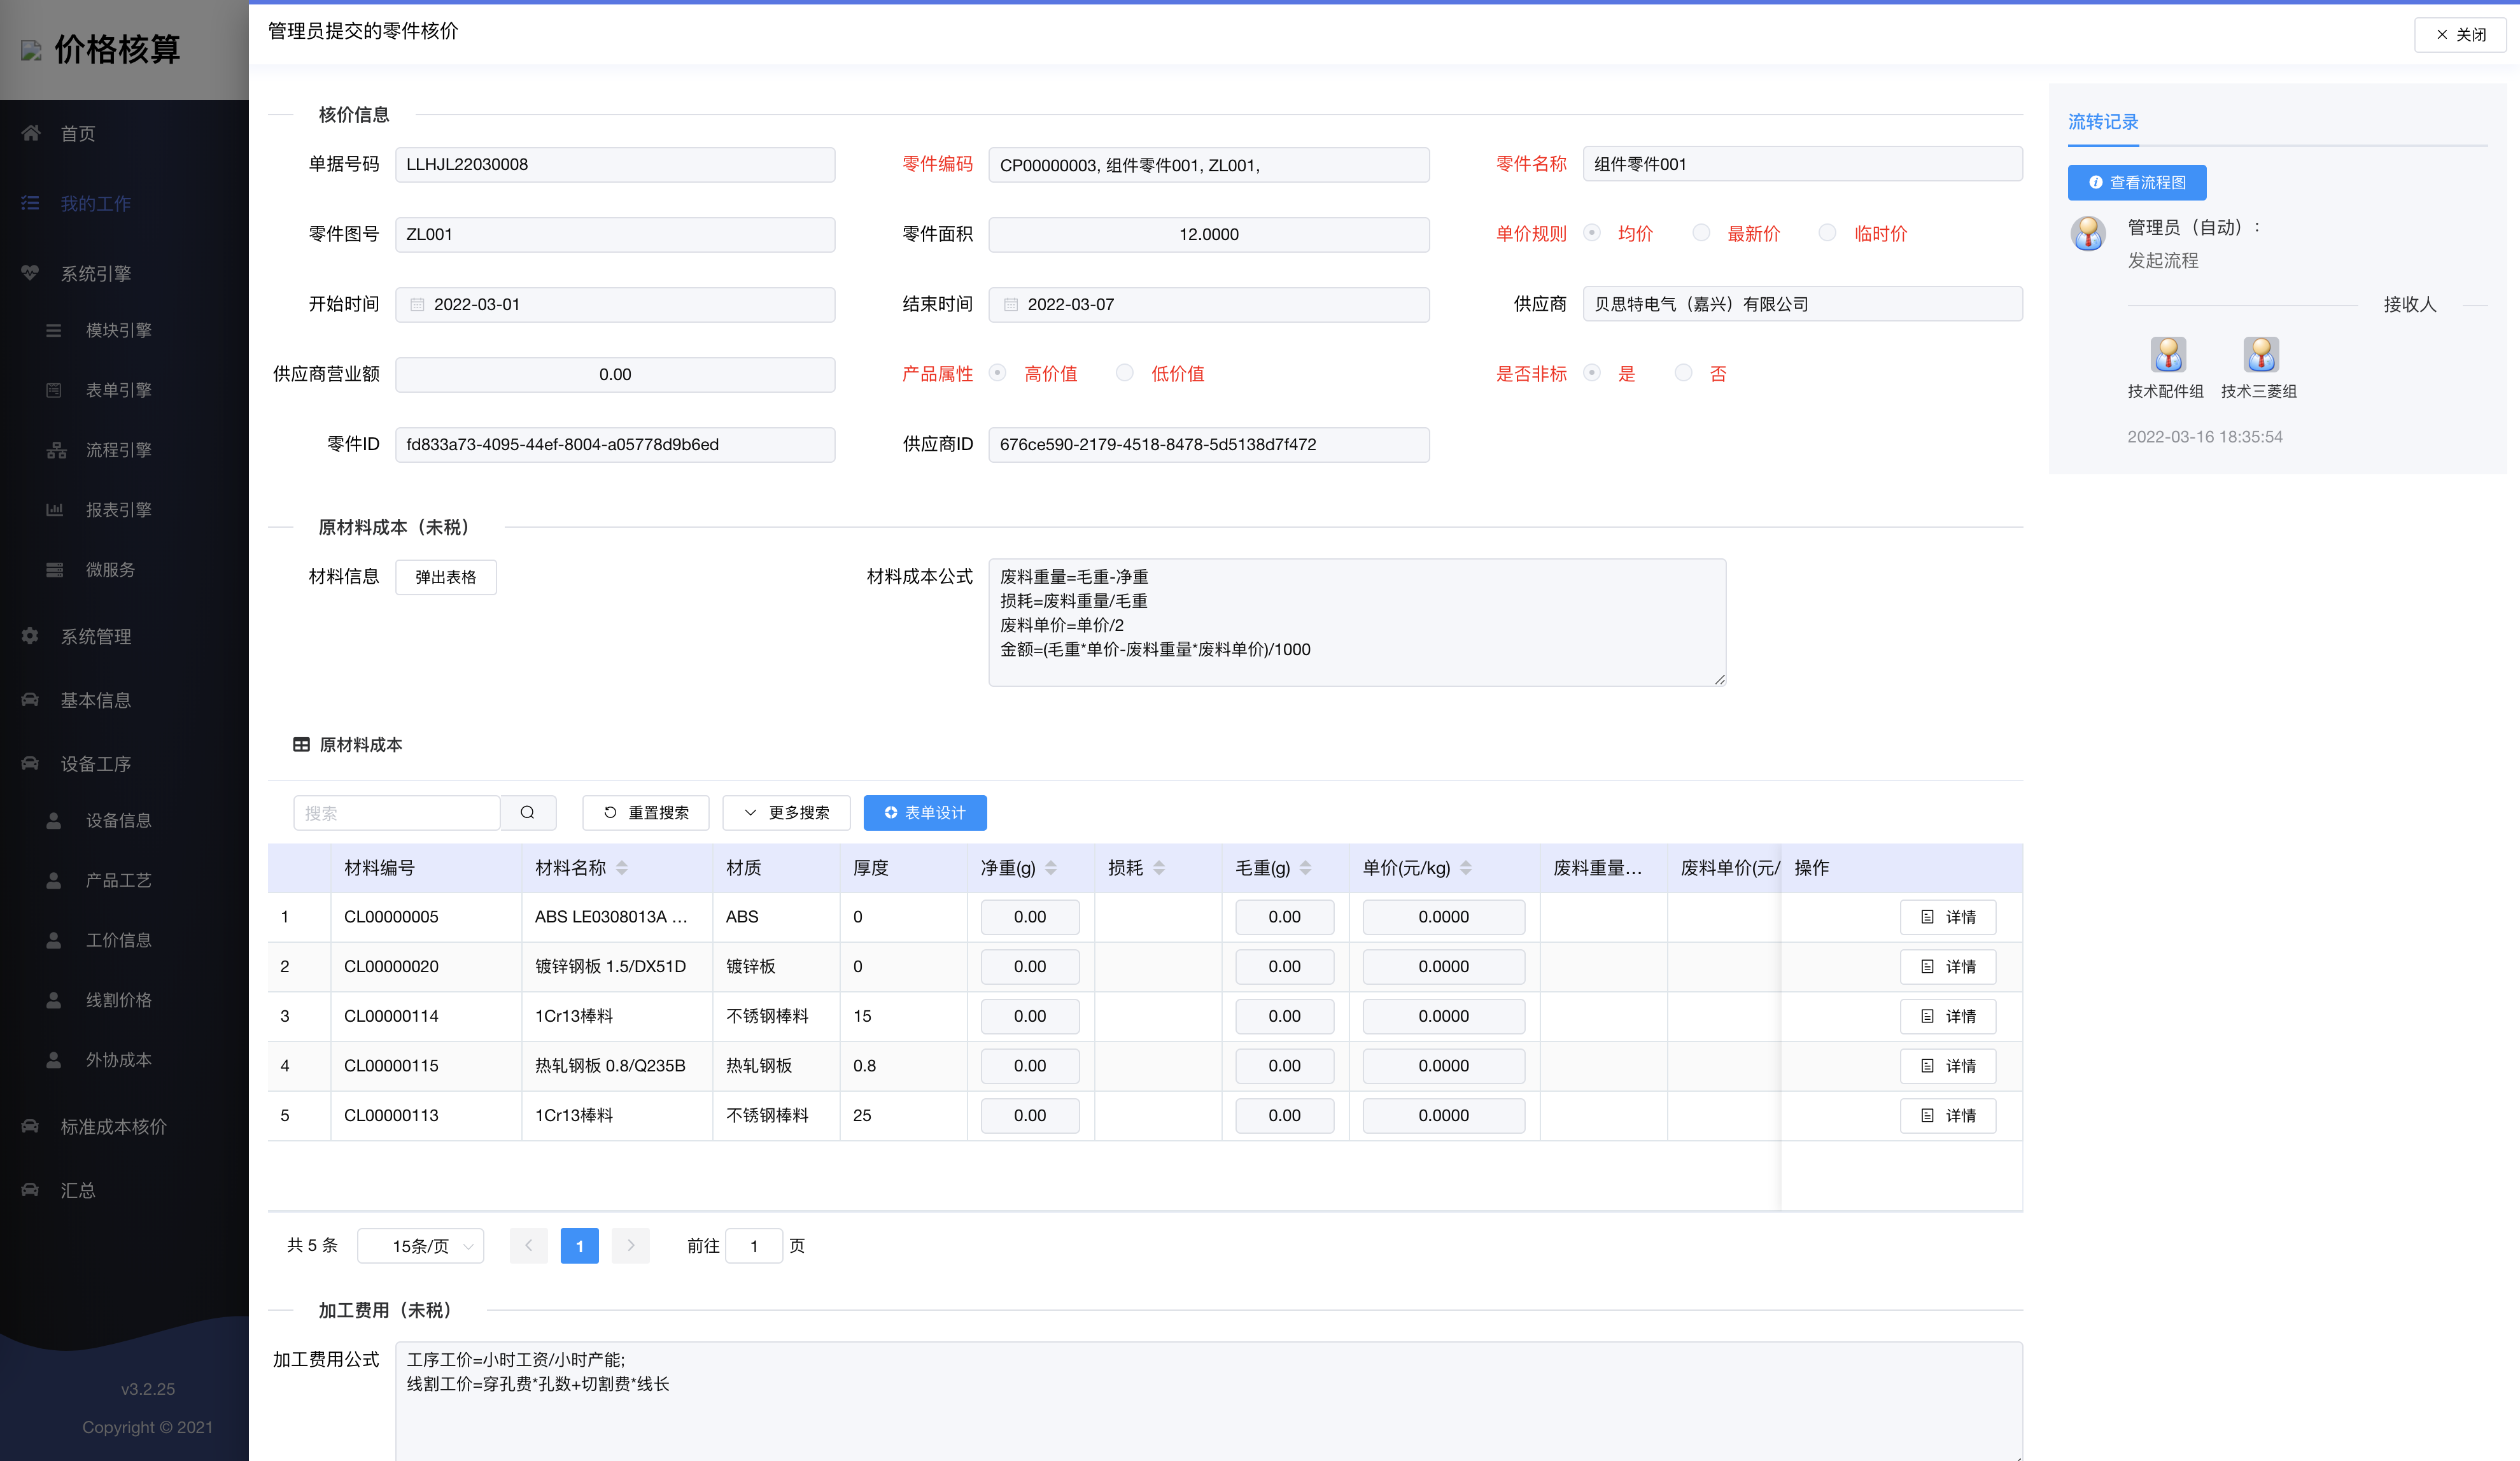 价格核算
首页
我的工作
系统引擎
模块引擎
表单引擎
流程引擎
报表引擎
微服务
系统管理
基本信息
设备工序
设备信息
产品工艺
工价信息
线割价格
外协成本
标准成本核价
汇总
v3.2.25
Copyright © 2021
管理员提交的零件核价
关闭
核价信息
单据号码 LLHJL22030008 零件编码 CP00000003, 组件零件001, ZL001, 零件名称 组件零件001
零件图号 ZL001 零件面积 12.0000 单价规则 均价 最新价 临时价
开始时间 2022-03-01 结束时间 2022-03-07 供应商 贝思特电气（嘉兴）有限公司
供应商营业额 0.00 产品属性 高价值 低价值 是否非标 是 否
零件ID fd833a73-4095-44ef-8004-a05778d9b6ed 供应商ID 676ce590-2179-4518-8478-5d5138d7f472
原材料成本（未税）
材料信息 弹出表格 材料成本公式 废料重量=毛重-净重
损耗=废料重量/毛重
废料单价=单价/2
金额=(毛重*单价-废料重量*废料单价)/1000
原材料成本
搜索 重置搜索 更多搜索 表单设计
材料编号 材料名称 材质 厚度 净重(g) 损耗 毛重(g) 单价(元/kg) 废料重量... 废料单价(元/ 操作
1 CL00000005 ABS LE0308013A ... ABS 0 0.00 0.00 0.0000 详情
2 CL00000020 镀锌钢板 1.5/DX51D 镀锌板 0 0.00 0.00 0.0000 详情
3 CL00000114 1Cr13棒料 不锈钢棒料 15 0.00 0.00 0.0000 详情
4 CL00000115 热轧钢板 0.8/Q235B 热轧钢板 0.8 0.00 0.00 0.0000 详情
5 CL00000113 1Cr13棒料 不锈钢棒料 25 0.00 0.00 0.0000 详情
共 5 条 15条/页 1 前往 1 页
加工费用（未税）
加工费用公式 工序工价=小时工资/小时产能;
线割工价=穿孔费*孔数+切割费*线长
流转记录
查看流程图
管理员（自动）:
发起流程
接收人
技术配件组 技术三菱组
2022-03-16 18:35:54